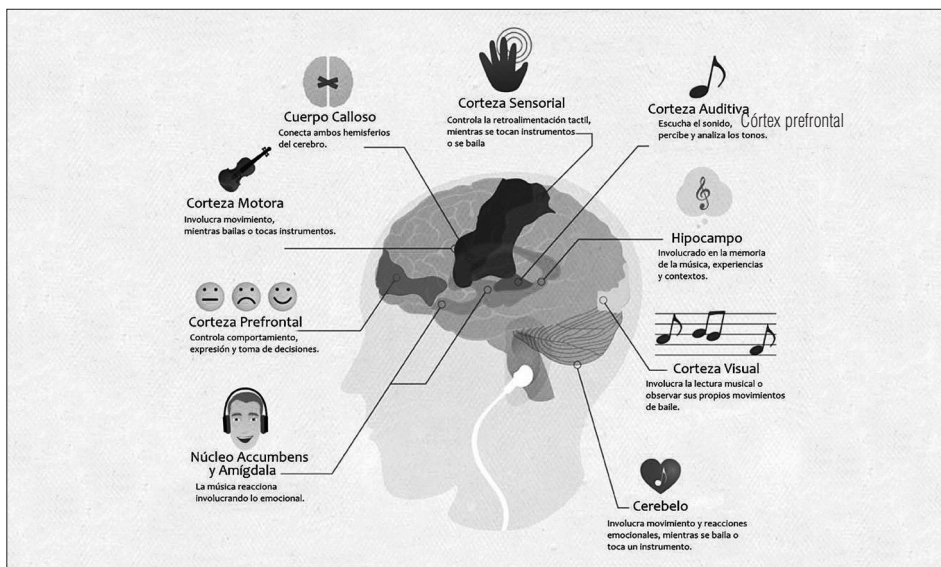 Cuerpo Calloso
Conecta ambos hemisferios
del cerebro.
Corteza Sensorial
Controla la retroalimentación tactil,
mientras se tocan instrumentos
o se baila
Corteza Auditiva
Escucha el sonido,
percibe y analiza los tonos.
Córtex prefrontal
Corteza Motora
Involucra movimiento,
mientras bailas o tocas instrumentos.
Hipocampo
Involucrado en la memoria
de la música, experiencias
y contextos.
Corteza Prefrontal
Controla comportamiento,
expresión y toma de decisiones.
Corteza Visual
Involucra la lectura musical o
observar sus propios movimientos
de baile.
Núcleo Accumbens
y Amígdala
La música reacciona
involucrando lo emocional.
Cerebelo
Involucra movimiento y reacciones
emocionales, mientras se baila o
toca un instrumento.